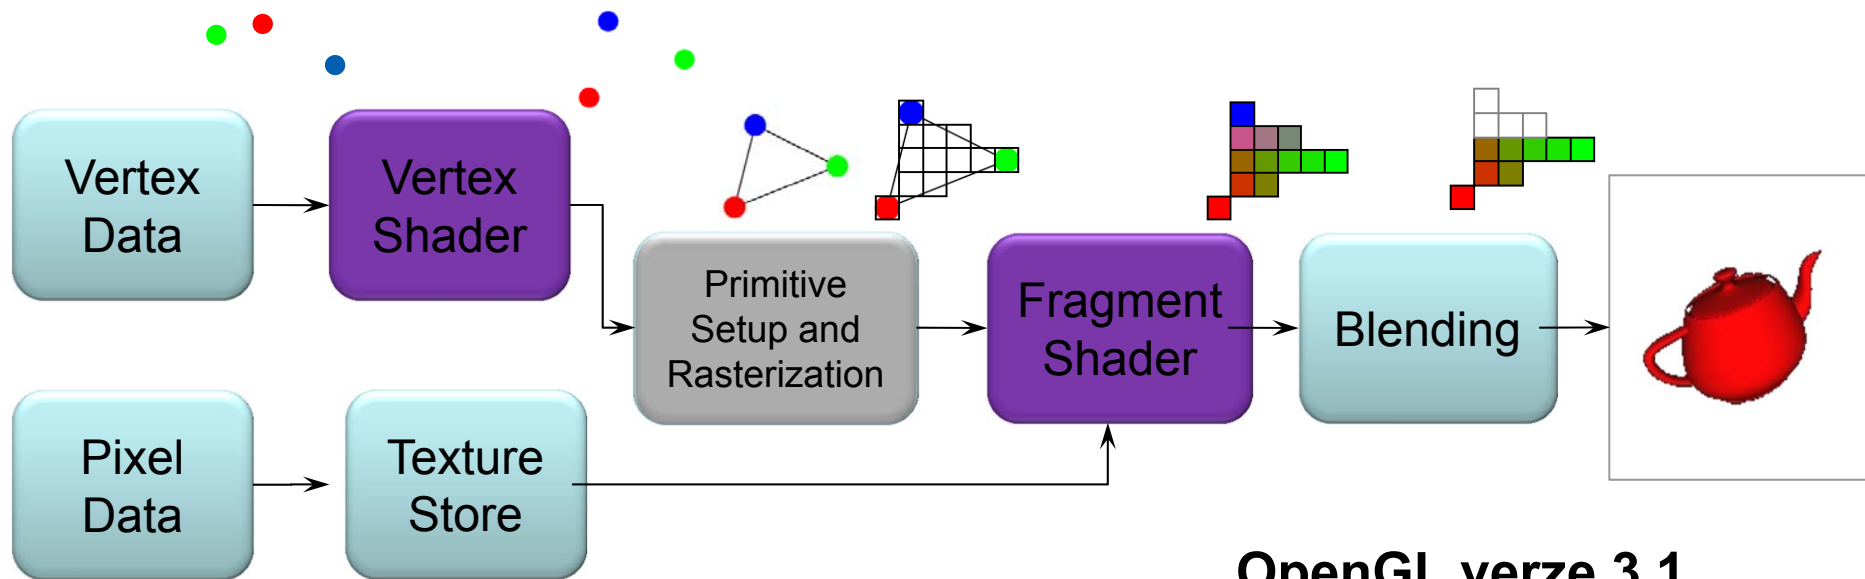 Vertex
Data
Vertex
Shader
Primitive
Setup and
Rasterization
Fragment
Shader
Blending
Pixel
Data
Texture
Store
OpenGL verze 3.1